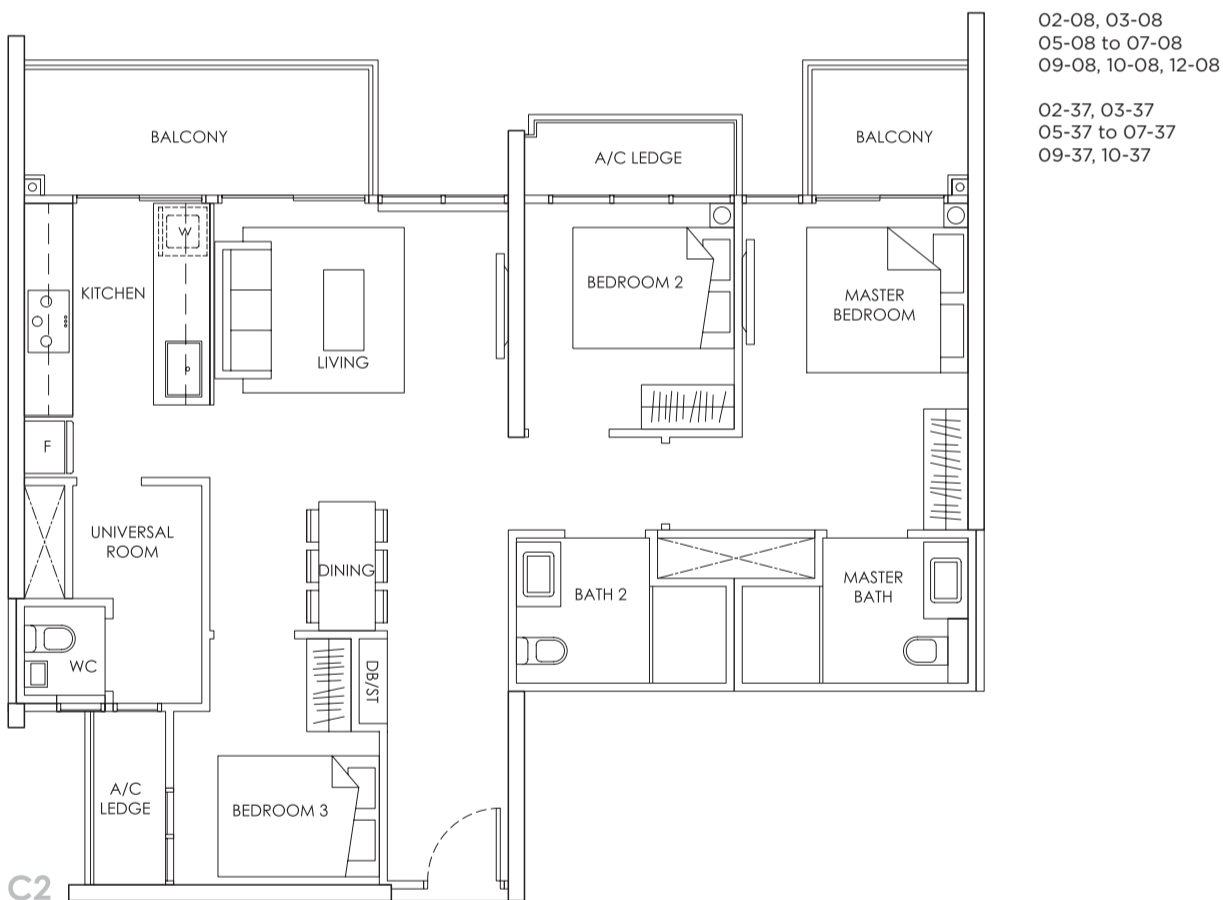 02-08, 03-08
05-08 to 07-08
09-08, 10-08, 12-08
02-37, 03-37
05-37 to 07-37
09-37, 10-37
BALCONY
A/C LEDGE
BALCONY
W
KITCHEN
LIVING
BEDROOM 2
MASTER
BEDROOM
F
UNIVERSAL
ROOM
DINING
BATH 2
MASTER
BATH
WC
DB/ST
A/C
LEDGE
BEDROOM 3
C2